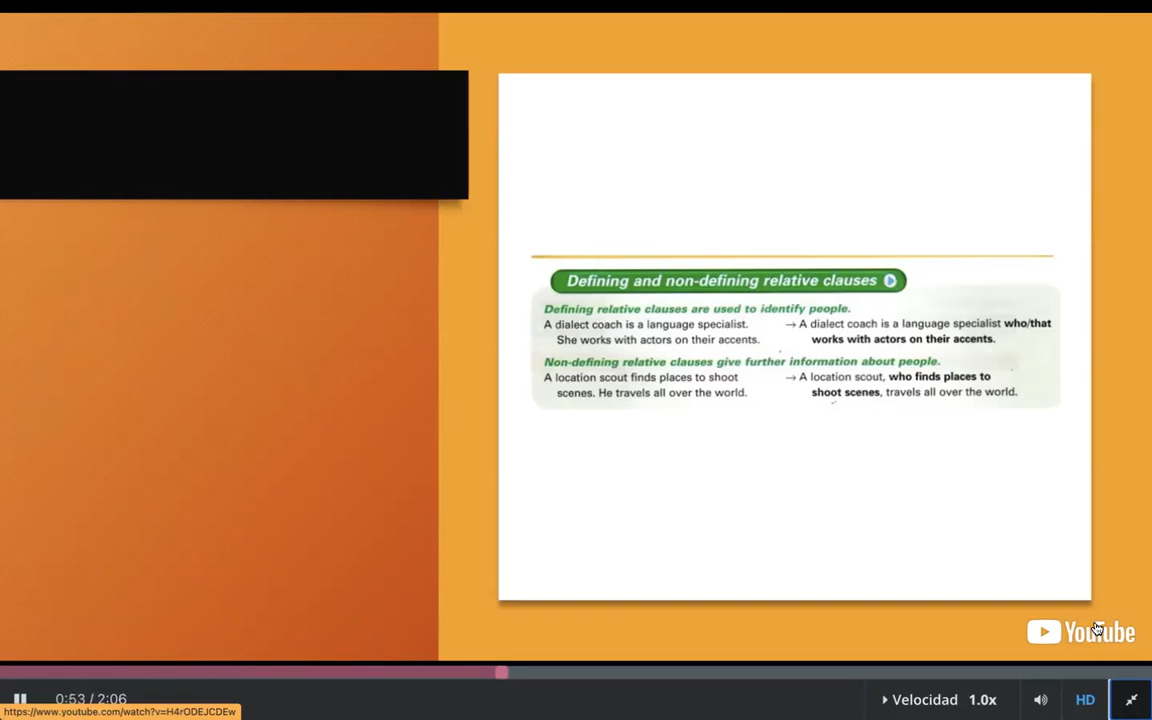 Defining and non-defining relative clauses
Defining relative clauses are used to identify people.
A dialect coach is a language specialist.
She works with actors on their accents.
→ A dialect coach is a language specialist who/that
works with actors on their accents.
Non-defining relative clauses give further information about people.
A location scout finds places to shoot
scenes. He travels all over the world.
→ A location scout, who finds places to
shoot scenes, travels all over the world.
YouTube
0:53 / 2:06
Velocidad 1.0x
HD
https://www.youtube.com/watch?v=H4rODEJCDEw